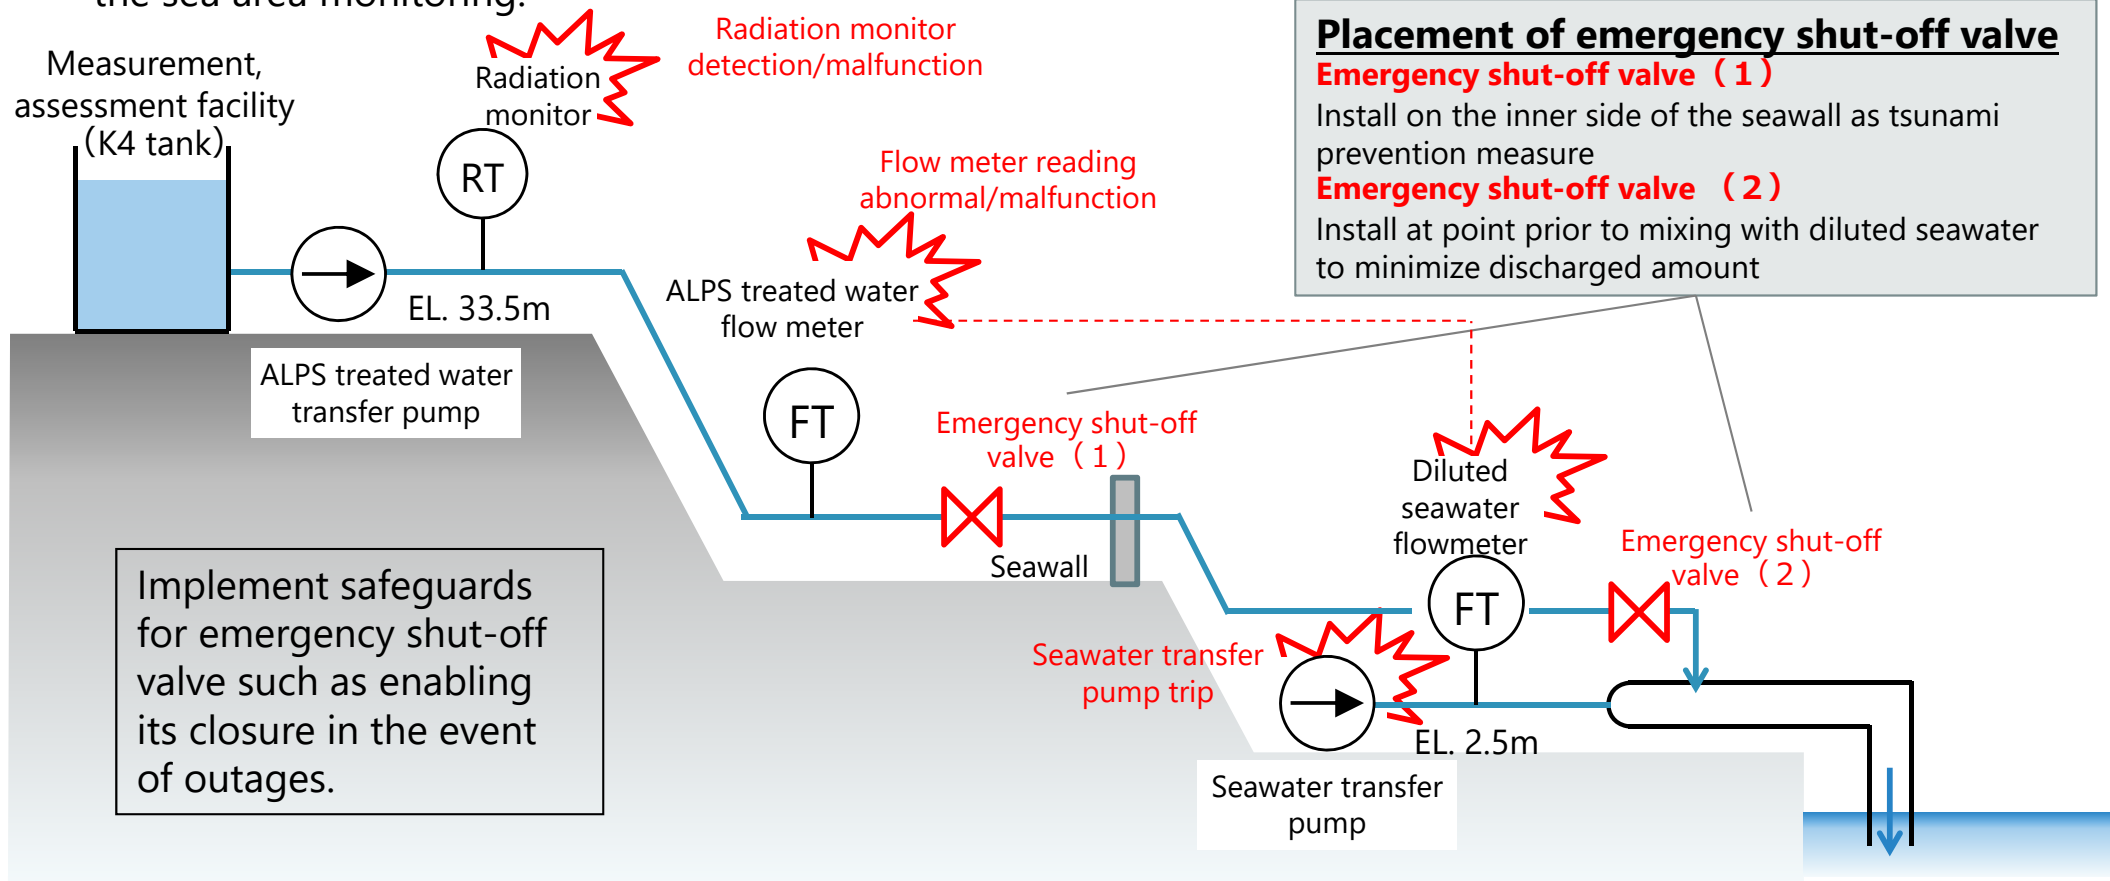 the sea area monitoring.
Measurement,
assessment facility
（K4 tank）
Radiation
monitor
Radiation monitor
detection/malfunction
RT
Placement of emergency shut-off valve
Emergency shut-off valve（１）
Install on the inner side of the seawall as tsunami
prevention measure
Emergency shut-off valve （２）
Install at point prior to mixing with diluted seawater
to minimize discharged amount
Flow meter reading
abnormal/malfunction
EL. 33.5m
ALPS treated water
flow meter
ALPS treated water
transfer pump
FT
Emergency shut-off
valve（１）
Seawall
Diluted
seawater
flowmeter
FT
Emergency shut-off
valve（２）
Implement safeguards
for emergency shut-off
valve such as enabling
its closure in the event
of outages.
Seawater transfer
pump trip
EL. 2.5m
Seawater transfer
pump